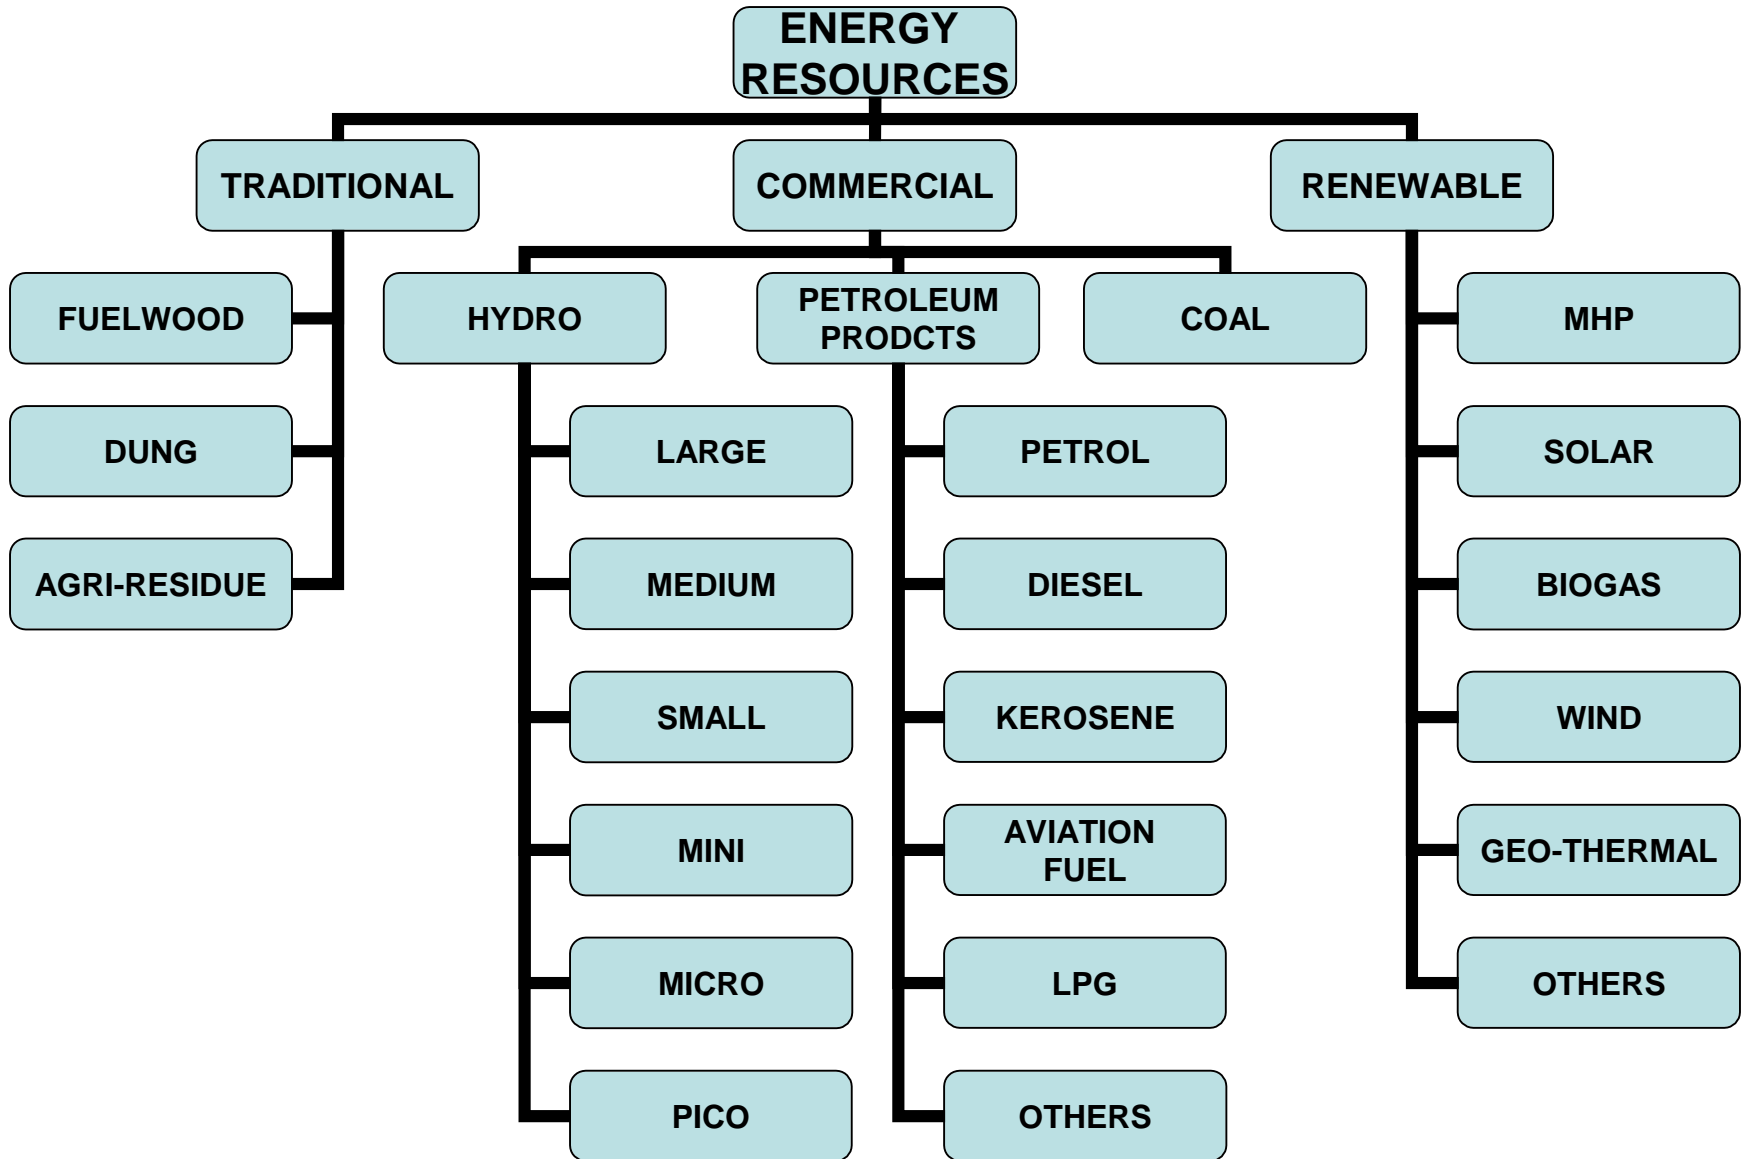 ENERGY
RESOURCES
TRADITIONAL
COMMERCIAL
RENEWABLE
FUELWOOD
HYDRO
PETROLEUM
PRODCTS
COAL
MHP
DUNG
LARGE
PETROL
SOLAR
AGRI-RESIDUE
MEDIUM
DIESEL
BIOGAS
SMALL
KEROSENE
WIND
MINI
AVIATION
FUEL
GEO-THERMAL
MICRO
LPG
OTHERS
PICO
OTHERS